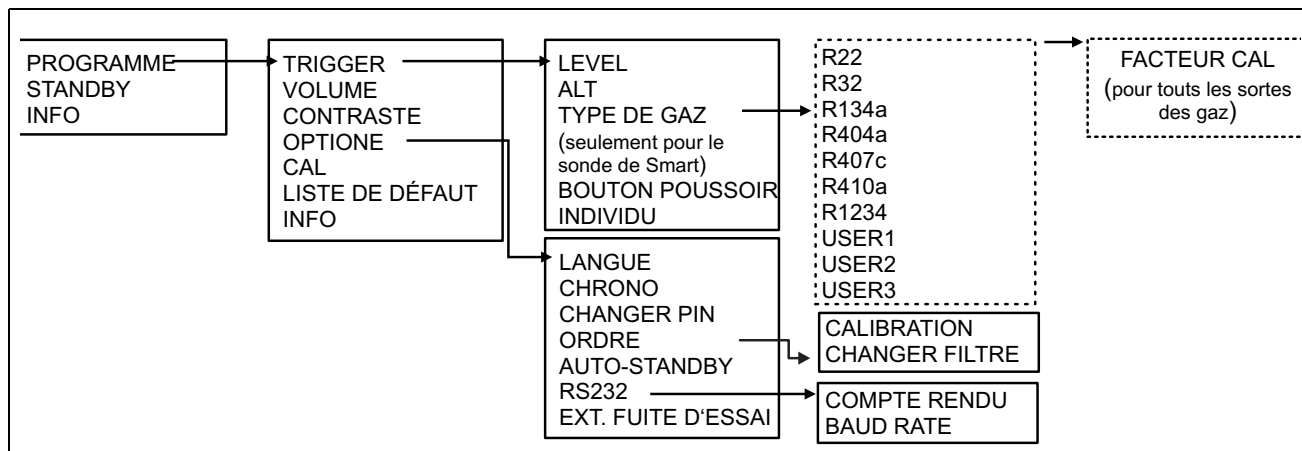 PROGRAMME
STANDBY
INFO
TRIGGER
VOLUME
CONTRASTE
OPTIONE
CAL
LISTE DE DÉFAUT
INFO
LEVEL
ALT
TYPE DE GAZ
(seulement pour le
sonde de Smart)
BOUTON POUSSOIR
INDIVIDU
LANGUE
CHRONO
CHANGER PIN
ORDRE
AUTO-STANDBY
RS232
EXT. FUITE D‘ESSAI
R22
R32
R134a
R404a
R407c
R410a
R1234
USER1
USER2
USER3
CALIBRATION
CHANGER FILTRE
COMPTE RENDU
BAUD RATE
FACTEUR CAL
(pour touts les sortes
des gaz)